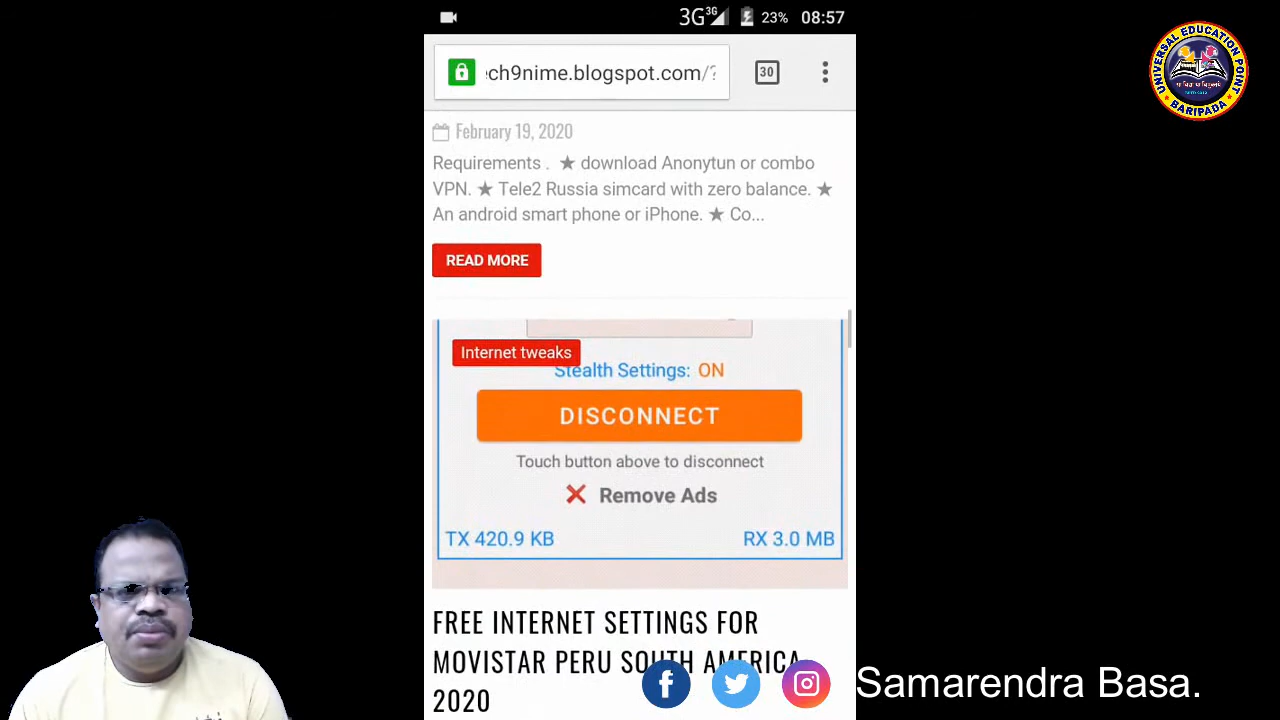 3G 3G 23% 08:57
ch9nime.blogspot.com/?
30
UNIVERSAL EDUCATION POINT
BARIPADA
February 19, 2020
Requirements . ★ download Anonytun or combo
VPN. ★ Tele2 Russia simcard with zero balance. ★
An android smart phone or iPhone. ★ Co...
READ MORE
Internet tweaks
Stealth Settings: ON
DISCONNECT
Touch button above to disconnect
Remove Ads
TX 420.9 KB RX 3.0 MB
FREE INTERNET SETTINGS FOR
MOVISTAR PERU SOUTH AMERICA
2020
Samarendra Basa.